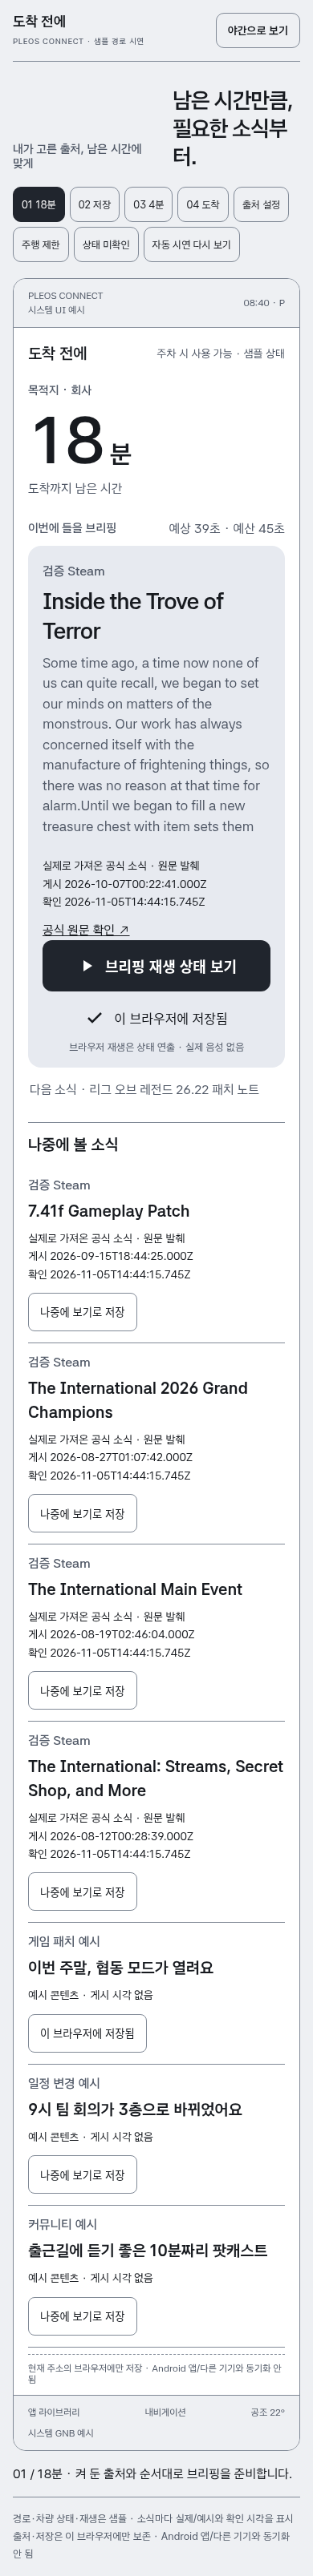 도착 전에
PLEOS CONNECT · 샘플 경로 시연
야간으로 보기
남은 시간만큼,
필요한 소식부
터.
내가 고른 출처, 남은 시간에
맞게
01 18분
02 저장
03 4분
04 도착
출처 설정
주행 제한
상태 미확인
자동 시연 다시 보기
PLEOS CONNECT
시스템 UI 예시
08:40 · P
도착 전에
주차 시 사용 가능 · 샘플 상태
목적지 · 회사
18분
도착까지 남은 시간
이번에 들을 브리핑
예상 39초 · 예산 45초
검증 Steam
Inside the Trove of
Terror
Some time ago, a time now none of
us can quite recall, we began to set
our minds on matters of the
monstrous. Our work has always
concerned itself with the
manufacture of frightening things, so
there was no reason at that time for
alarm.Until we began to fill a new
treasure chest with item sets them
실제로 가져온 공식 소식 · 원문 발췌
게시 2026-10-07T00:22:41.000Z
확인 2026-11-05T14:44:15.745Z
공식 원문 확인 ↗
▶ 브리핑 재생 상태 보기
✓ 이 브라우저에 저장됨
브라우저 재생은 상태 연출 · 실제 음성 없음
다음 소식 · 리그 오브 레전드 26.22 패치 노트
나중에 볼 소식
검증 Steam
7.41f Gameplay Patch
실제로 가져온 공식 소식 · 원문 발췌
게시 2026-09-15T18:44:25.000Z
확인 2026-11-05T14:44:15.745Z
나중에 보기로 저장
검증 Steam
The International 2026 Grand
Champions
실제로 가져온 공식 소식 · 원문 발췌
게시 2026-08-27T01:07:42.000Z
확인 2026-11-05T14:44:15.745Z
나중에 보기로 저장
검증 Steam
The International Main Event
실제로 가져온 공식 소식 · 원문 발췌
게시 2026-08-19T02:46:04.000Z
확인 2026-11-05T14:44:15.745Z
나중에 보기로 저장
검증 Steam
The International: Streams, Secret
Shop, and More
실제로 가져온 공식 소식 · 원문 발췌
게시 2026-08-12T00:28:39.000Z
확인 2026-11-05T14:44:15.745Z
나중에 보기로 저장
게임 패치 예시
이번 주말, 협동 모드가 열려요
예시 콘텐츠 · 게시 시각 없음
이 브라우저에 저장됨
일정 변경 예시
9시 팀 회의가 3층으로 바뀌었어요
예시 콘텐츠 · 게시 시각 없음
나중에 보기로 저장
커뮤니티 예시
출근길에 듣기 좋은 10분짜리 팟캐스트
예시 콘텐츠 · 게시 시각 없음
나중에 보기로 저장
현재 주소의 브라우저에만 저장 · Android 앱/다른 기기와 동기화 안
됨
앱 라이브러리
내비게이션
공조 22°
시스템 GNB 예시
01 / 18분 · 켜 둔 출처와 순서대로 브리핑을 준비합니다.
경로·차량 상태·재생은 샘플 · 소식마다 실제/예시와 확인 시각을 표시
출처·저장은 이 브라우저에만 보존 · Android 앱/다른 기기와 동기화
안 됨